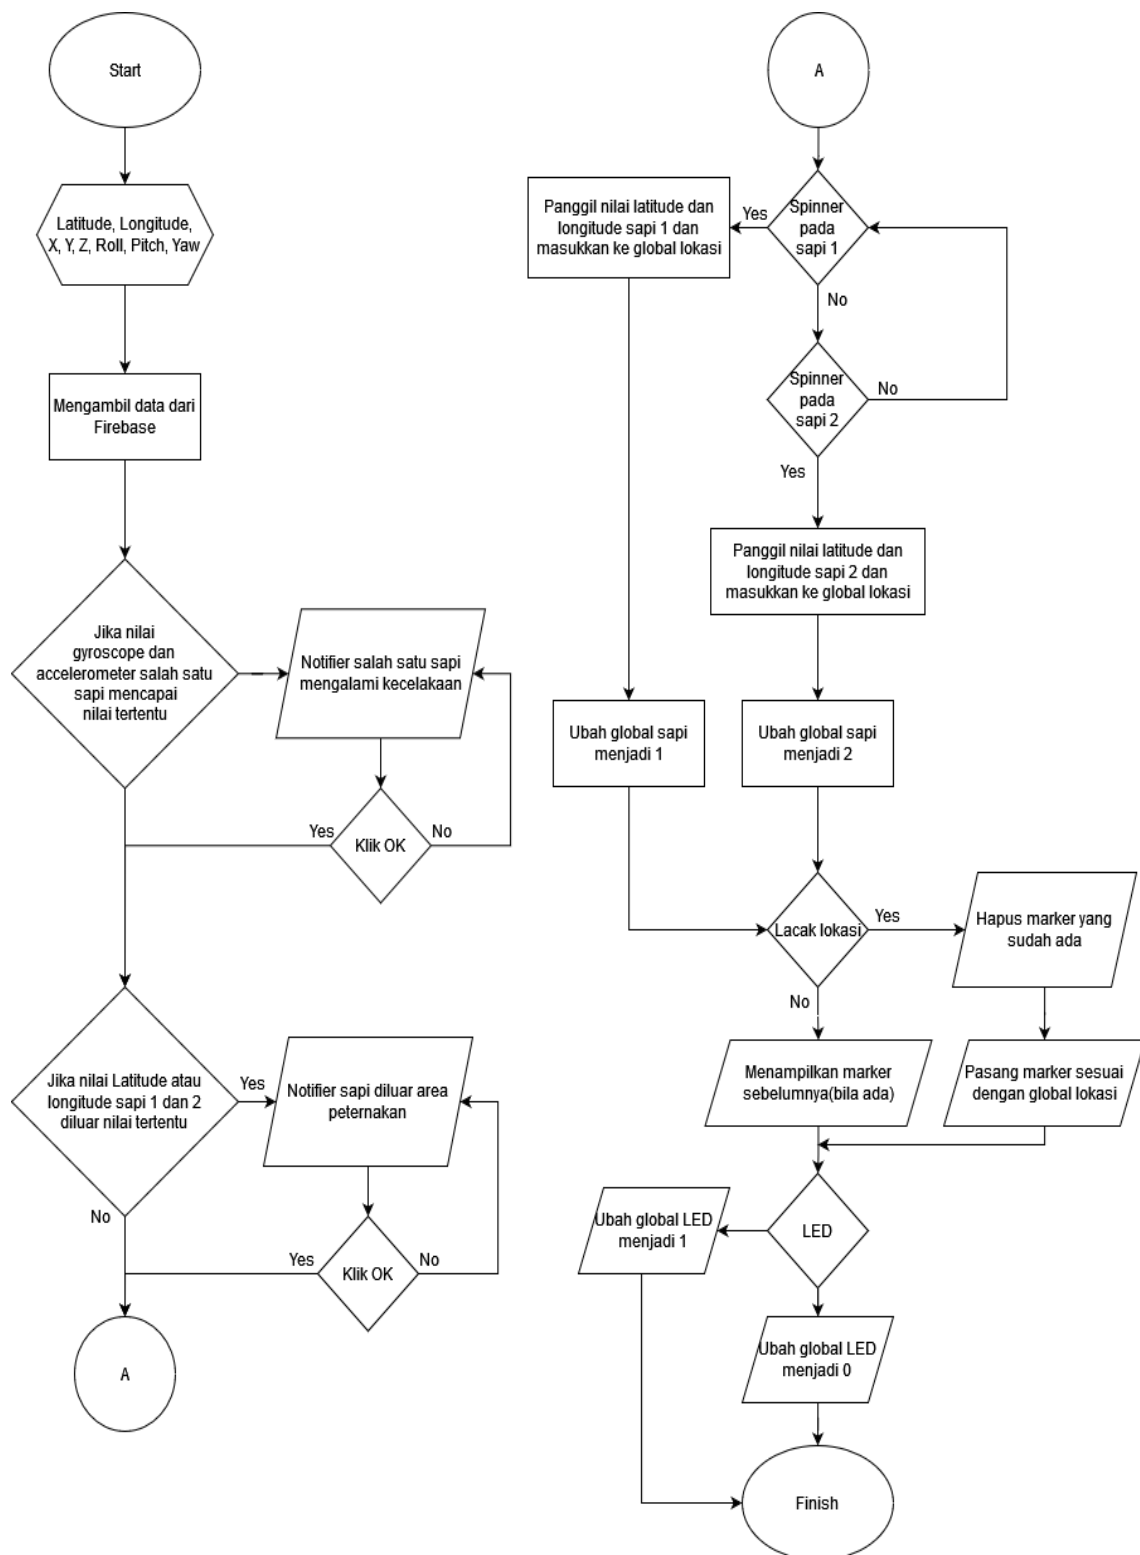 Start
Latitude, Longitude,
X, Y, Z, Roll, Pitch, Yaw
Mengambil data dari
Firebase
Jika nilai
gyroscope dan
accelerometer salah satu
sapi mencapai
nilai tertentu
Notifier salah satu sapi
mengalami kecelakaan
Yes
Klik OK
No
Jika nilai Latitude atau
longitude sapi 1 dan 2
diluar nilai tertentu
Yes
Notifier sapi diluar area
peternakan
No
Yes
Klik OK
No
A
A
Spinner
pada
sapi 1
Yes
Panggil nilai latitude dan
longitude sapi 1 dan
masukkan ke global lokasi
No
Spinner
pada
sapi 2
No
Yes
Panggil nilai latitude dan
longitude sapi 2 dan
masukkan ke global lokasi
Ubah global sapi
menjadi 1
Ubah global sapi
menjadi 2
Lacak lokasi
Yes
Hapus marker yang
sudah ada
No
Menampilkan marker
sebelumnya(bila ada)
Pasang marker sesuai
dengan global lokasi
Ubah global LED
menjadi 1
LED
Ubah global LED
menjadi 0
Finish